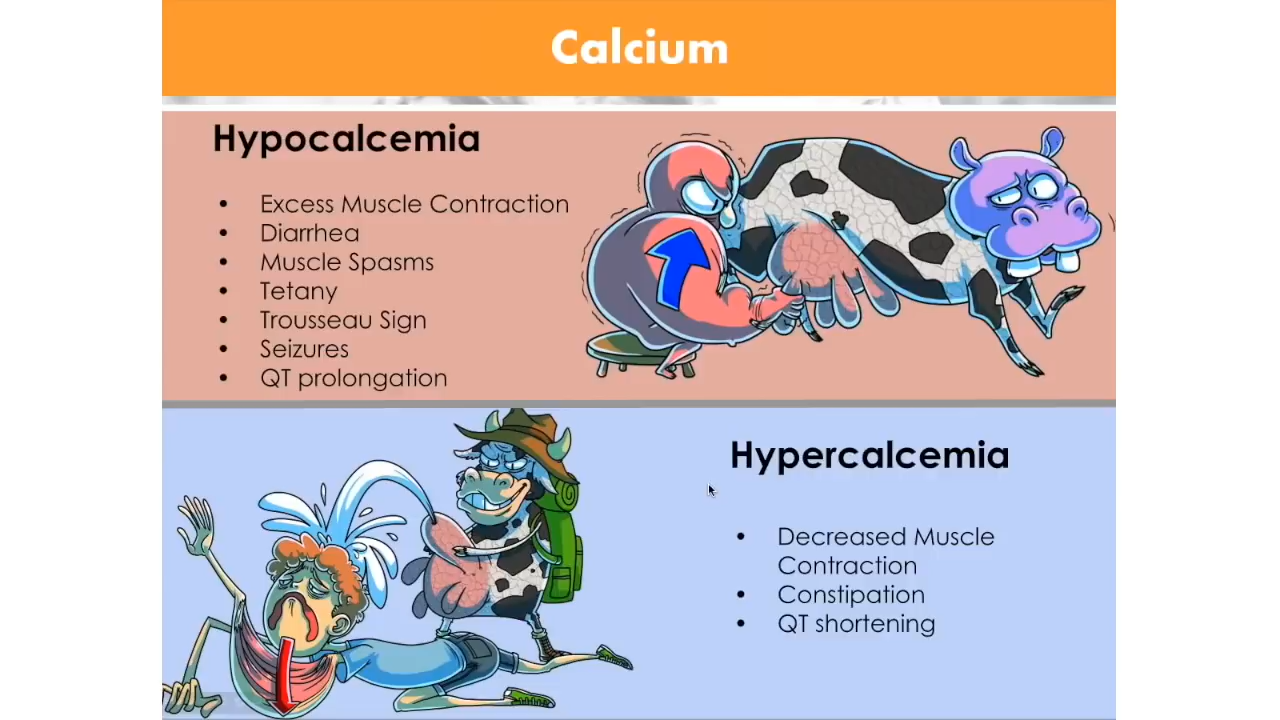 Calcium
Hypocalcemia
• Excess Muscle Contraction
• Diarrhea
• Muscle Spasms
• Tetany
• Trousseau Sign
• Seizures
• QT prolongation
Hypercalcemia
• Decreased Muscle
Contraction
• Constipation
• QT shortening